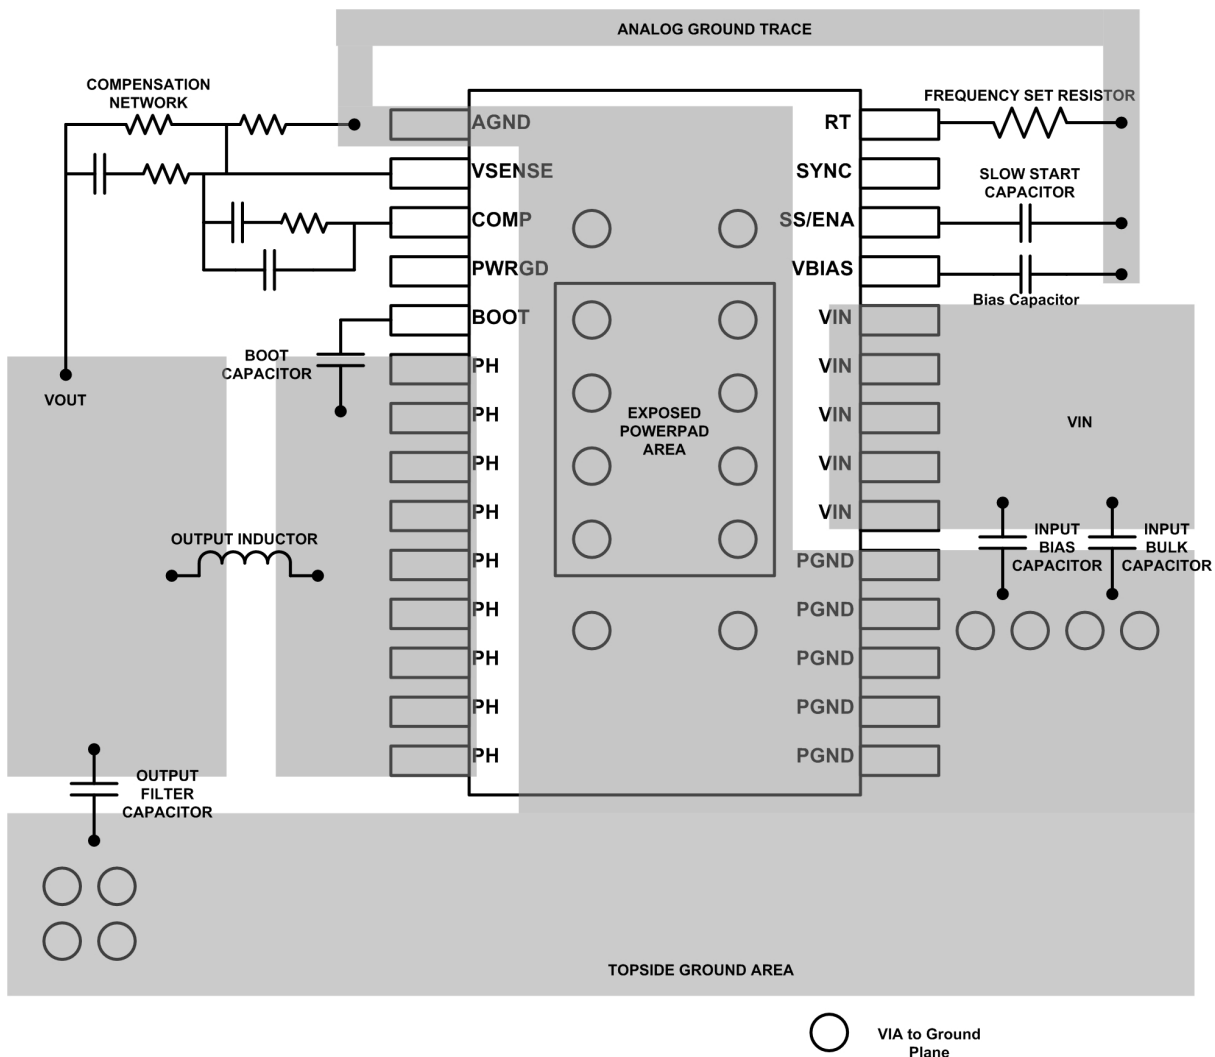 ANALOG GROUND TRACE
COMPENSATION
NETWORK
FREQUENCY SET RESISTOR
AGND
RT
VSENSE
SYNC
SLOW START
CAPACITOR
COMP
SS/ENA
PWRGD
VBIAS
Bias Capacitor
BOOT
VIN
BOOT
CAPACITOR
PH
VIN
VOUT
PH
VIN
EXPOSED
POWERPAD
AREA
VIN
PH
VIN
PH
VIN
OUTPUT INDUCTOR
INPUT
BIAS
CAPACITOR
INPUT
BULK
CAPACITOR
PH
PGND
PH
PGND
PH
PGND
PH
PGND
PH
PGND
OUTPUT
FILTER
CAPACITOR
TOPSIDE GROUND AREA
VIA to Ground
Plane